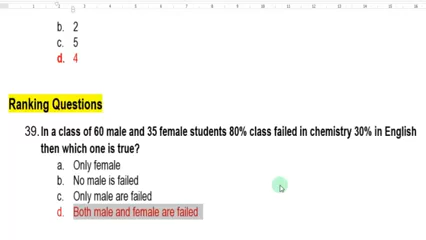 b. 2
c. 5
d. 4
Ranking Questions
39. In a class of 60 male and 35 female students 80% class failed in chemistry 30% in English
then which one is true?
a. Only female
b. No male is failed
c. Only male are failed
d. Both male and female are failed